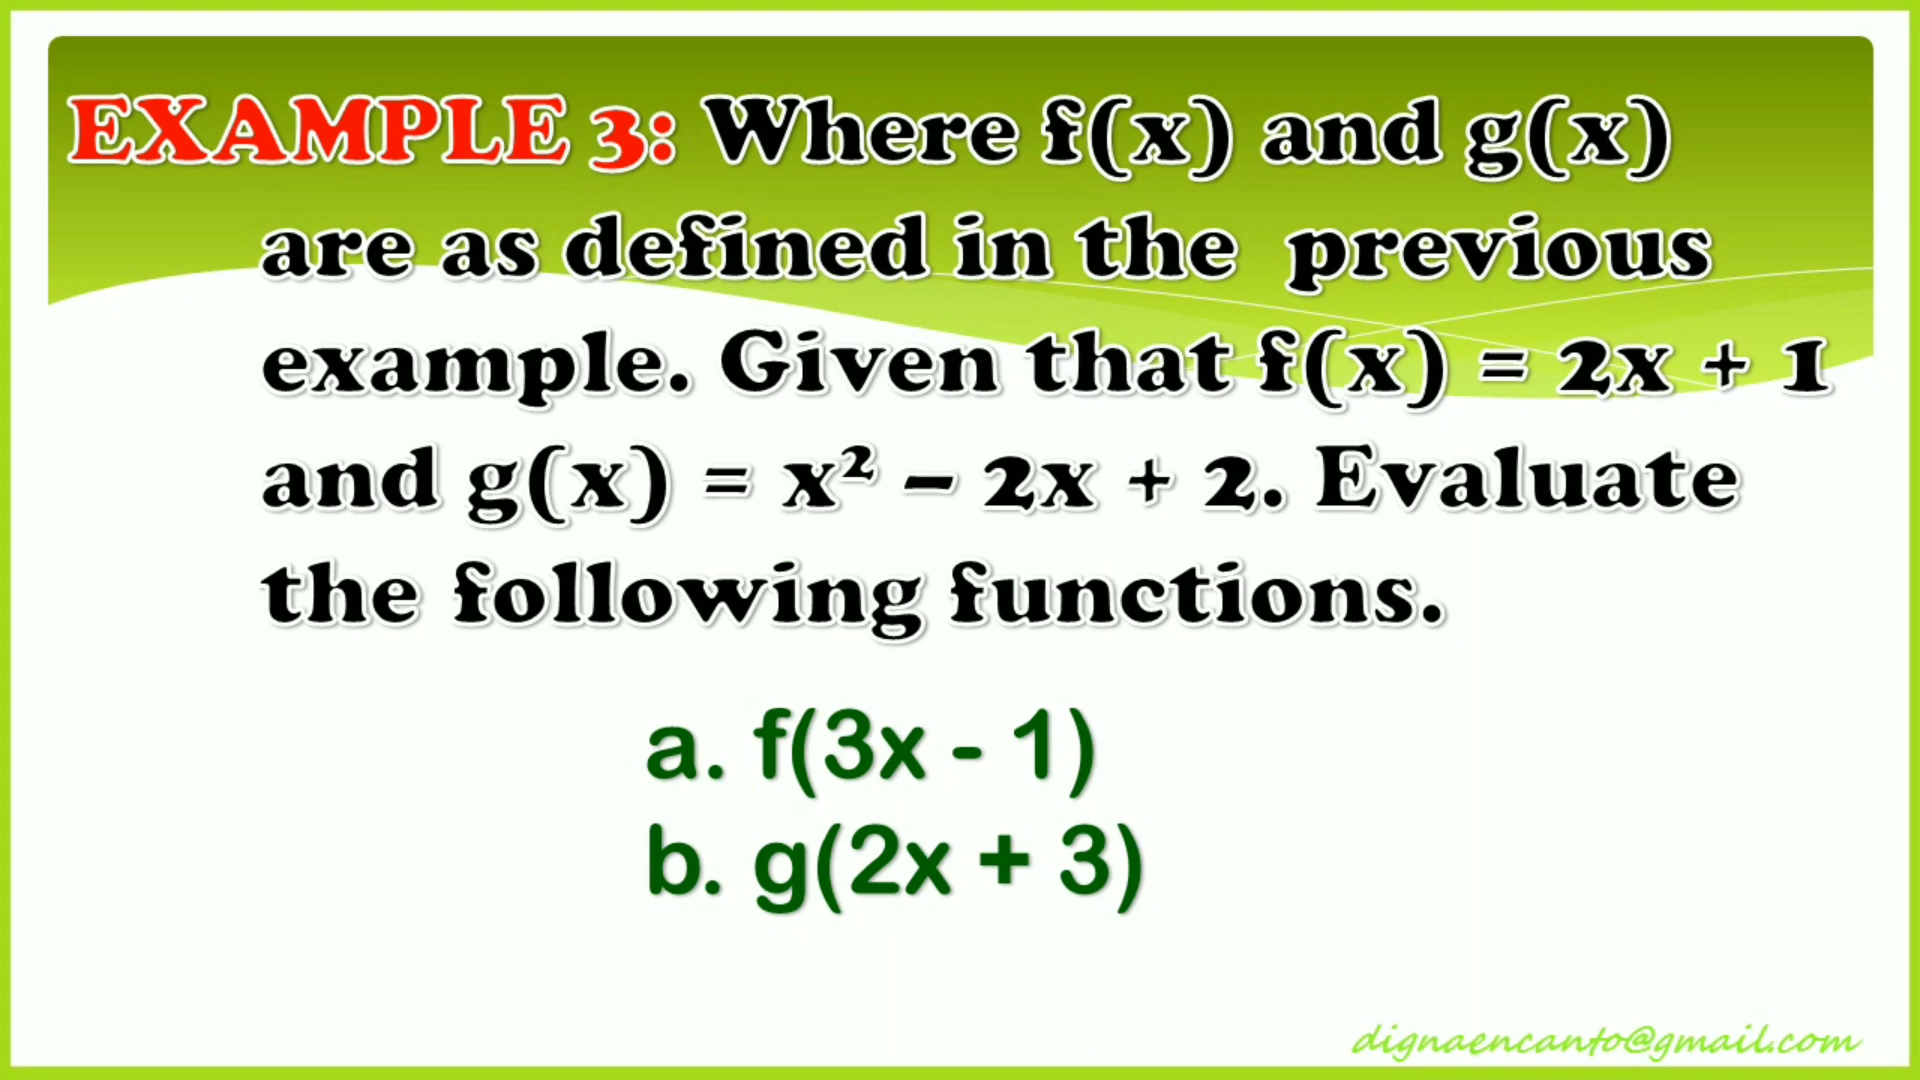 EXAMPLE 3: Where f(x) and g(x)
are as defined in the previous
example. Given that f(x) = 2x + 1
and g(x) = x² – 2x + 2. Evaluate
the following functions.
a. f(3x - 1)
b. g(2x + 3)
dignaencanto@gmail.com